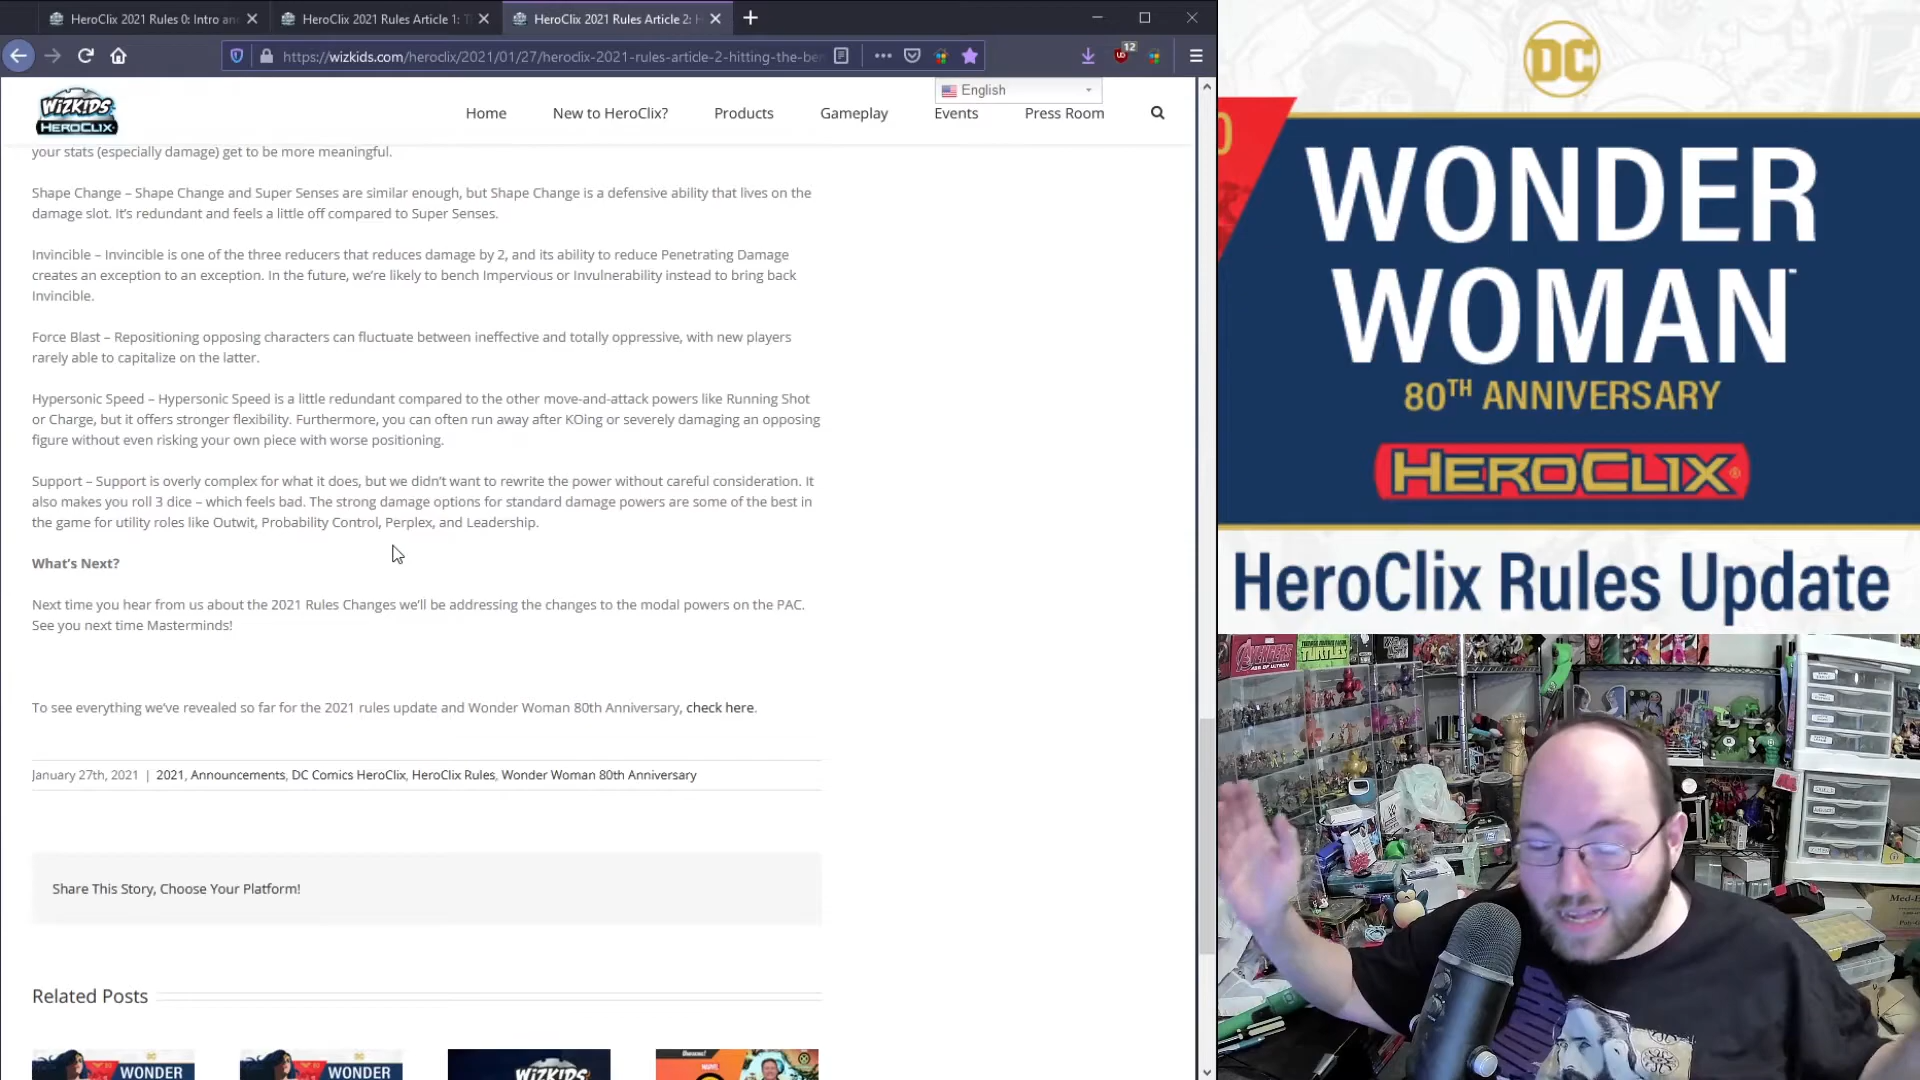 HeroClix 2021 Rules 0: Intro an
HeroClix 2021 Rules Article 1: T
HeroClix 2021 Rules Article 2: H
https://wizkids.com/heroclix/2021/01/27/heroclix-2021-rules-article-2-hitting-the-be
12
WIZKIDS
HEROCLIX
English
Home
New to HeroClix?
Products
Gameplay
Events
Press Room
your stats (especially damage) get to be more meaningful.
Shape Change – Shape Change and Super Senses are similar enough, but Shape Change is a defensive ability that lives on the
damage slot. It's redundant and feels a little off compared to Super Senses.
Invincible – Invincible is one of the three reducers that reduces damage by 2, and its ability to reduce Penetrating Damage
creates an exception to an exception. In the future, we're likely to bench Impervious or Invulnerability instead to bring back
Invincible.
Force Blast – Repositioning opposing characters can fluctuate between ineffective and totally oppressive, with new players
rarely able to capitalize on the latter.
Hypersonic Speed – Hypersonic Speed is a little redundant compared to the other move-and-attack powers like Running Shot
or Charge, but it offers stronger flexibility. Furthermore, you can often run away after KOing or severely damaging an opposing
figure without even risking your own piece with worse positioning.
Support – Support is overly complex for what it does, but we didn't want to rewrite the power without careful consideration. It
also makes you roll 3 dice – which feels bad. The strong damage options for standard damage powers are some of the best in
the game for utility roles like Outwit, Probability Control, Perplex, and Leadership.
What's Next?
Next time you hear from us about the 2021 Rules Changes we'll be addressing the changes to the modal powers on the PAC.
See you next time Masterminds!
To see everything we've revealed so far for the 2021 rules update and Wonder Woman 80th Anniversary, check here.
January 27th, 2021 | 2021, Announcements, DC Comics HeroClix, HeroClix Rules, Wonder Woman 80th Anniversary
Share This Story, Choose Your Platform!
Related Posts
WONDER
WONDER
WIZKIDS
DC
WONDER
WOMAN
80TH ANNIVERSARY
HEROCLIX
HeroClix Rules Update
AVENGERS
TURTLES